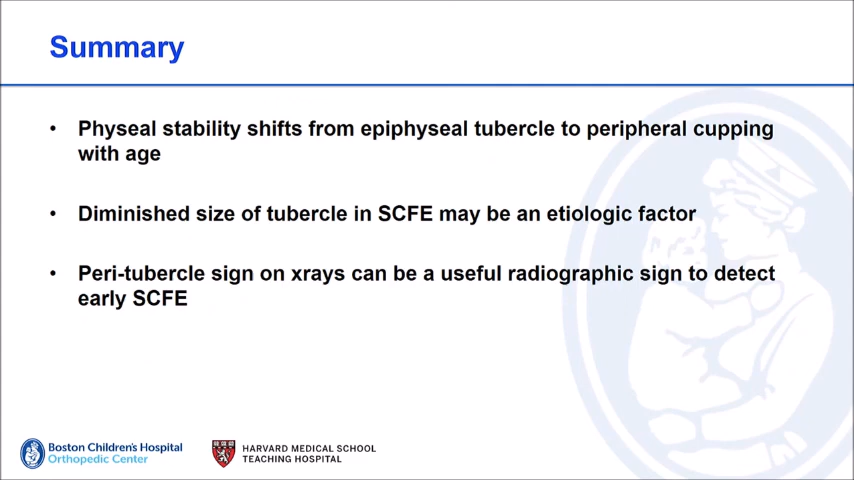 Summary
• Physeal stability shifts from epiphyseal tubercle to peripheral cupping
with age
• Diminished size of tubercle in SCFE may be an etiologic factor
• Peri-tubercle sign on xrays can be a useful radiographic sign to detect
early SCFE
Boston Children's Hospital
Orthopedic Center
HARVARD MEDICAL SCHOOL
TEACHING HOSPITAL